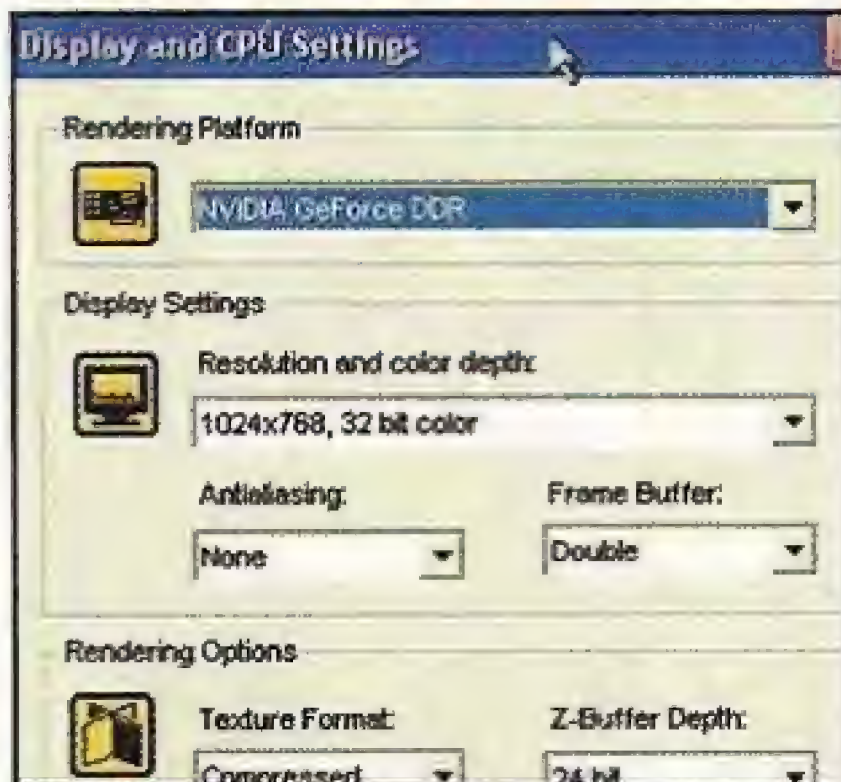 Display and CPU Settings
Rendering Platform
NVIDIA GeForce DDR
Display Settings
Resolution and color depth:
1024x768, 32 bit color
Antialiasing: Frame Buffer:
None Double
Rendering Options
Texture Format: Z-Buffer Depth:
Compressed 24 bit